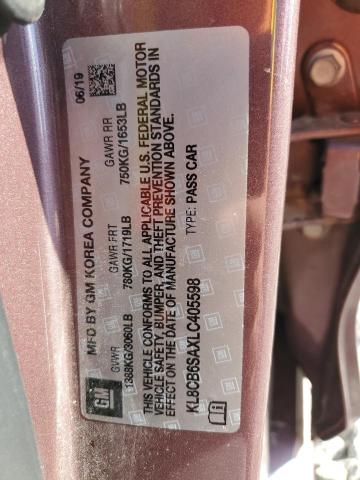 GM
MFD BY GM KOREA COMPANY
06/19
GVWR GAWR FRT GAWR RR
1388KG/3060LB 780KG/1719LB 750KG/1653LB
THIS VEHICLE CONFORMS TO ALL APPLICABLE U.S. FEDERAL MOTOR
VEHICLE SAFETY, BUMPER, AND THEFT PREVENTION STANDARDS IN
EFFECT ON THE DATE OF MANUFACTURE SHOWN ABOVE.
KL8CB6SAXLC405598 TYPE: PASS CAR